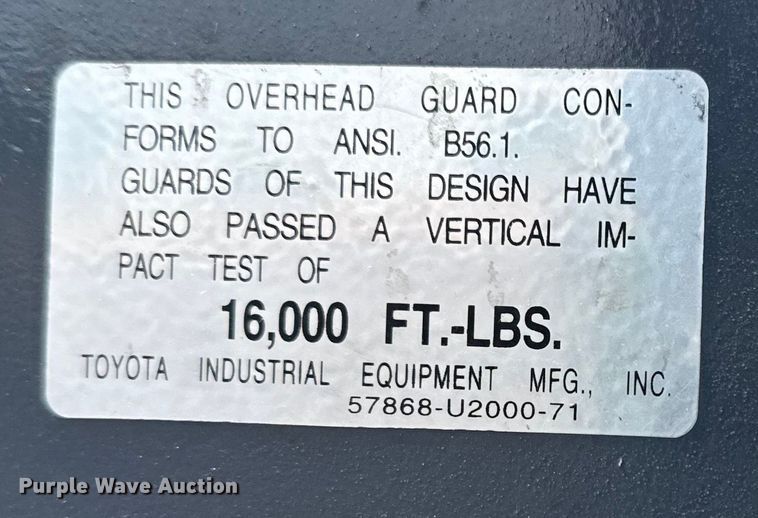 THIS OVERHEAD GUARD CON-
FORMS TO ANSI. B56.1.
GUARDS OF THIS DESIGN HAVE
ALSO PASSED A VERTICAL IM-
PACT TEST OF
16,000 FT.-LBS.
TOYOTA INDUSTRIAL EQUIPMENT MFG., INC.
57868-U2000-71
Purple Wave Auction